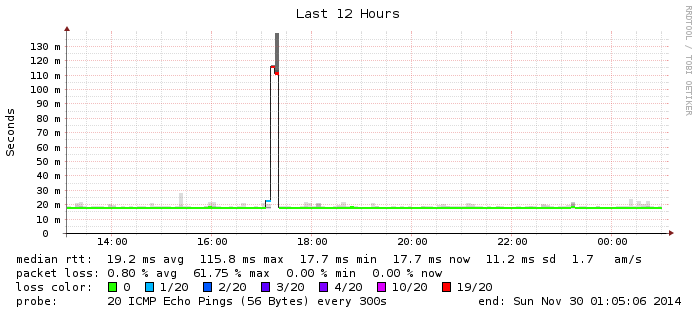 Last 12 Hours
RRDTOOL / TOBI OETIKER
Seconds
130 m
120 m
110 m
100 m
90 m
80 m
70 m
60 m
50 m
40 m
30 m
20 m
10 m
0
14:00 16:00 18:00 20:00 22:00 00:00
median rtt: 19.2 ms avg 115.8 ms max 17.7 ms min 17.7 ms now 11.2 ms sd 1.7 am/s
packet loss: 0.80 % avg 61.75 % max 0.00 % min 0.00 % now
loss color: 0 1/20 2/20 3/20 4/20 10/20 19/20
probe: 20 ICMP Echo Pings (56 Bytes) every 300s end: Sun Nov 30 01:05:06 2014